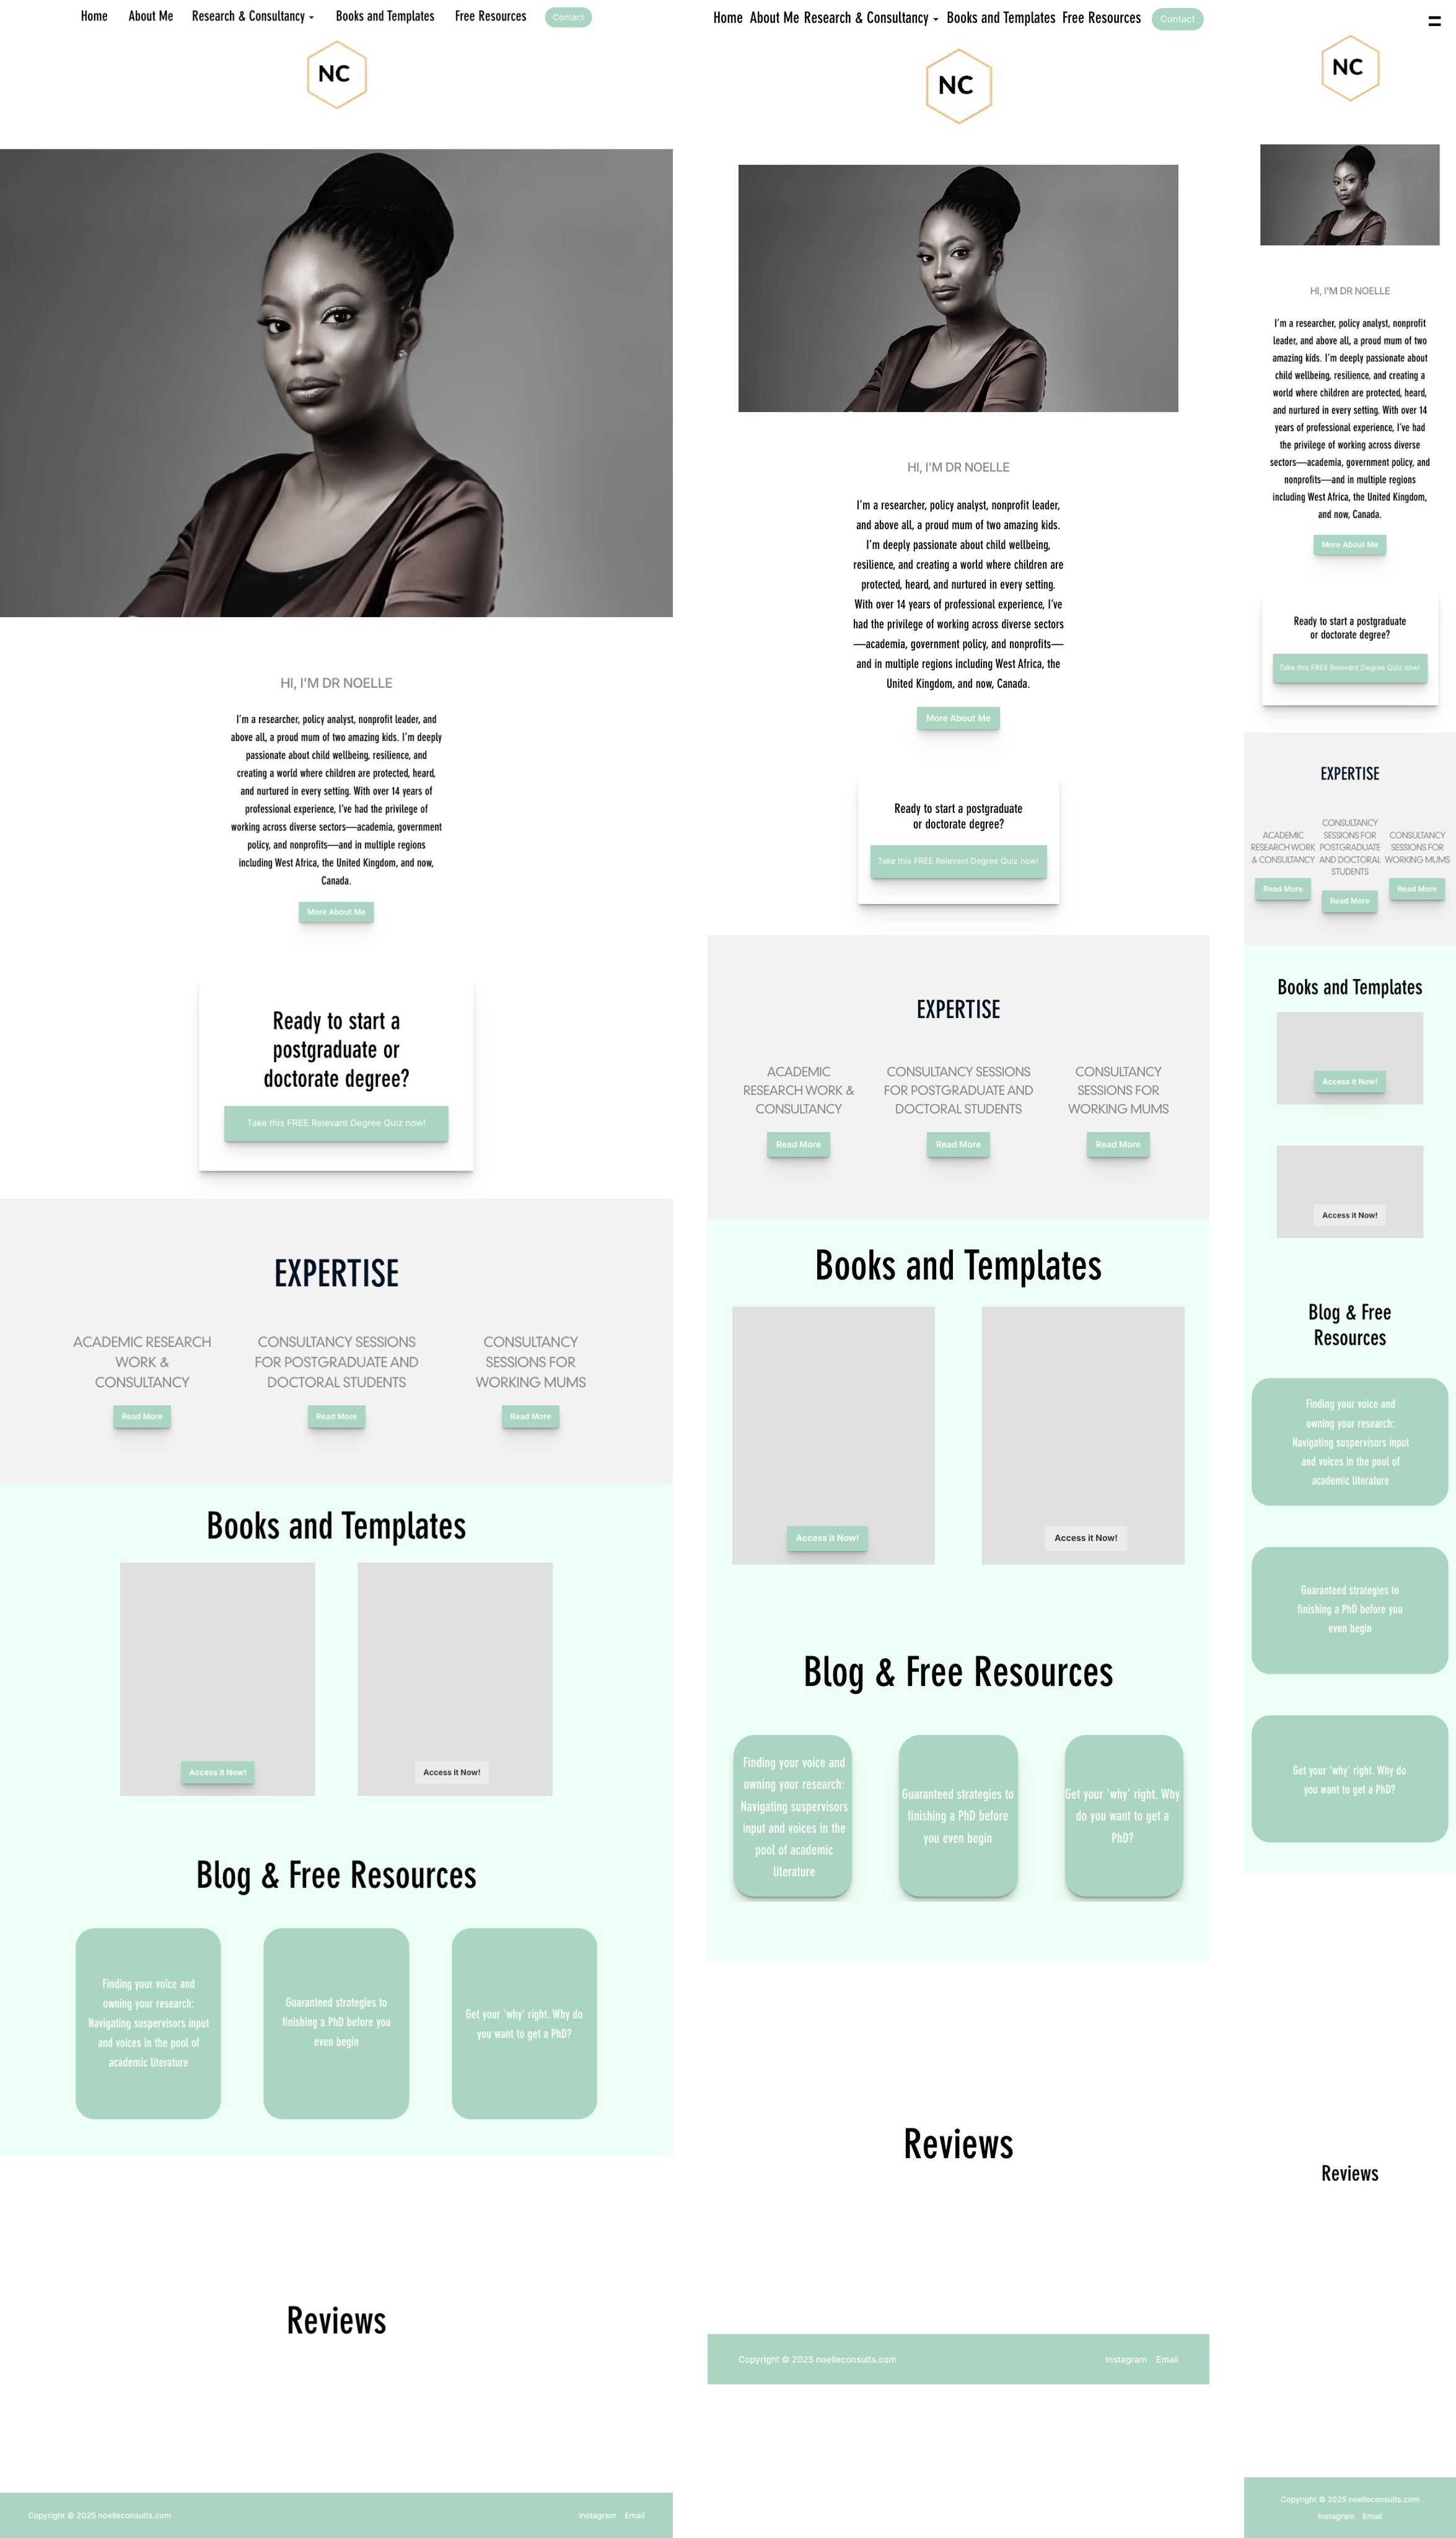 Home About Me Research & Consultancy Books and Templates Free Resources Contact
NC
HI, I'M DR NOELLE
I'm a researcher, policy analyst, nonprofit leader, and
above all, a proud mum of two amazing kids. I'm deeply
passionate about child wellbeing, resilience, and
creating a world where children are protected, heard,
and nurtured in every setting. With over 14 years of
professional experience, I've had the privilege of
working across diverse sectors—academia, government
policy, and nonprofits—and in multiple regions
including West Africa, the United Kingdom, and now,
Canada.
More About Me
Ready to start a
postgraduate or
doctorate degree?
Take this FREE Relevant Degree Quiz now!
EXPERTISE
ACADEMIC RESEARCH
WORK &
CONSULTANCY
Read More
CONSULTANCY SESSIONS
FOR POSTGRADUATE AND
DOCTORAL STUDENTS
Read More
CONSULTANCY
SESSIONS FOR
WORKING MUMS
Read More
Books and Templates
Access it Now!
Access it Now!
Blog & Free Resources
Finding your voice and
owning your research:
Navigating suspervisors input
and voices in the pool of
academic literature
Guaranteed strategies to
finishing a PhD before you
even begin
Get your 'why' right. Why do
you want to get a PhD?
Reviews
Copyright © 2025 noelleconsults.com
Instagram Email
Home About Me Research & Consultancy Books and Templates Free Resources Contact
NC
HI, I'M DR NOELLE
I'm a researcher, policy analyst, nonprofit leader,
and above all, a proud mum of two amazing kids.
I'm deeply passionate about child wellbeing,
resilience, and creating a world where children are
protected, heard, and nurtured in every setting.
With over 14 years of professional experience, I've
had the privilege of working across diverse sectors
—academia, government policy, and nonprofits—
and in multiple regions including West Africa, the
United Kingdom, and now, Canada.
More About Me
Ready to start a postgraduate
or doctorate degree?
Take this FREE Relevant Degree Quiz now!
EXPERTISE
ACADEMIC
RESEARCH WORK &
CONSULTANCY
Read More
CONSULTANCY SESSIONS
FOR POSTGRADUATE AND
DOCTORAL STUDENTS
Read More
CONSULTANCY
SESSIONS FOR
WORKING MUMS
Read More
Books and Templates
Access it Now!
Access it Now!
Blog & Free Resources
Finding your voice and
owning your research:
Navigating suspervisors
input and voices in the
pool of academic
literature
Guaranteed strategies to
finishing a PhD before
you even begin
Get your 'why' right. Why
do you want to get a
PhD?
Reviews
Copyright © 2025 noelleconsults.com
Instagram Email
NC
HI, I'M DR NOELLE
I'm a researcher, policy analyst, nonprofit
leader, and above all, a proud mum of two
amazing kids. I'm deeply passionate about
child wellbeing, resilience, and creating a
world where children are protected, heard,
and nurtured in every setting. With over 14
years of professional experience, I've had
the privilege of working across diverse
sectors—academia, government policy, and
nonprofits—and in multiple regions
including West Africa, the United Kingdom,
and now, Canada.
More About Me
Ready to start a postgraduate
or doctorate degree?
Take this FREE Relevant Degree Quiz now!
EXPERTISE
ACADEMIC
RESEARCH WORK
& CONSULTANCY
Read More
CONSULTANCY
SESSIONS FOR
POSTGRADUATE
AND DOCTORAL
STUDENTS
Read More
CONSULTANCY
SESSIONS FOR
WORKING MUMS
Read More
Books and Templates
Access it Now!
Access it Now!
Blog & Free
Resources
Finding your voice and
owning your research:
Navigating suspervisors input
and voices in the pool of
academic literature
Guaranteed strategies to
finishing a PhD before you
even begin
Get your 'why' right. Why do
you want to get a PhD?
Reviews
Copyright © 2025 noelleconsults.com
Instagram Email